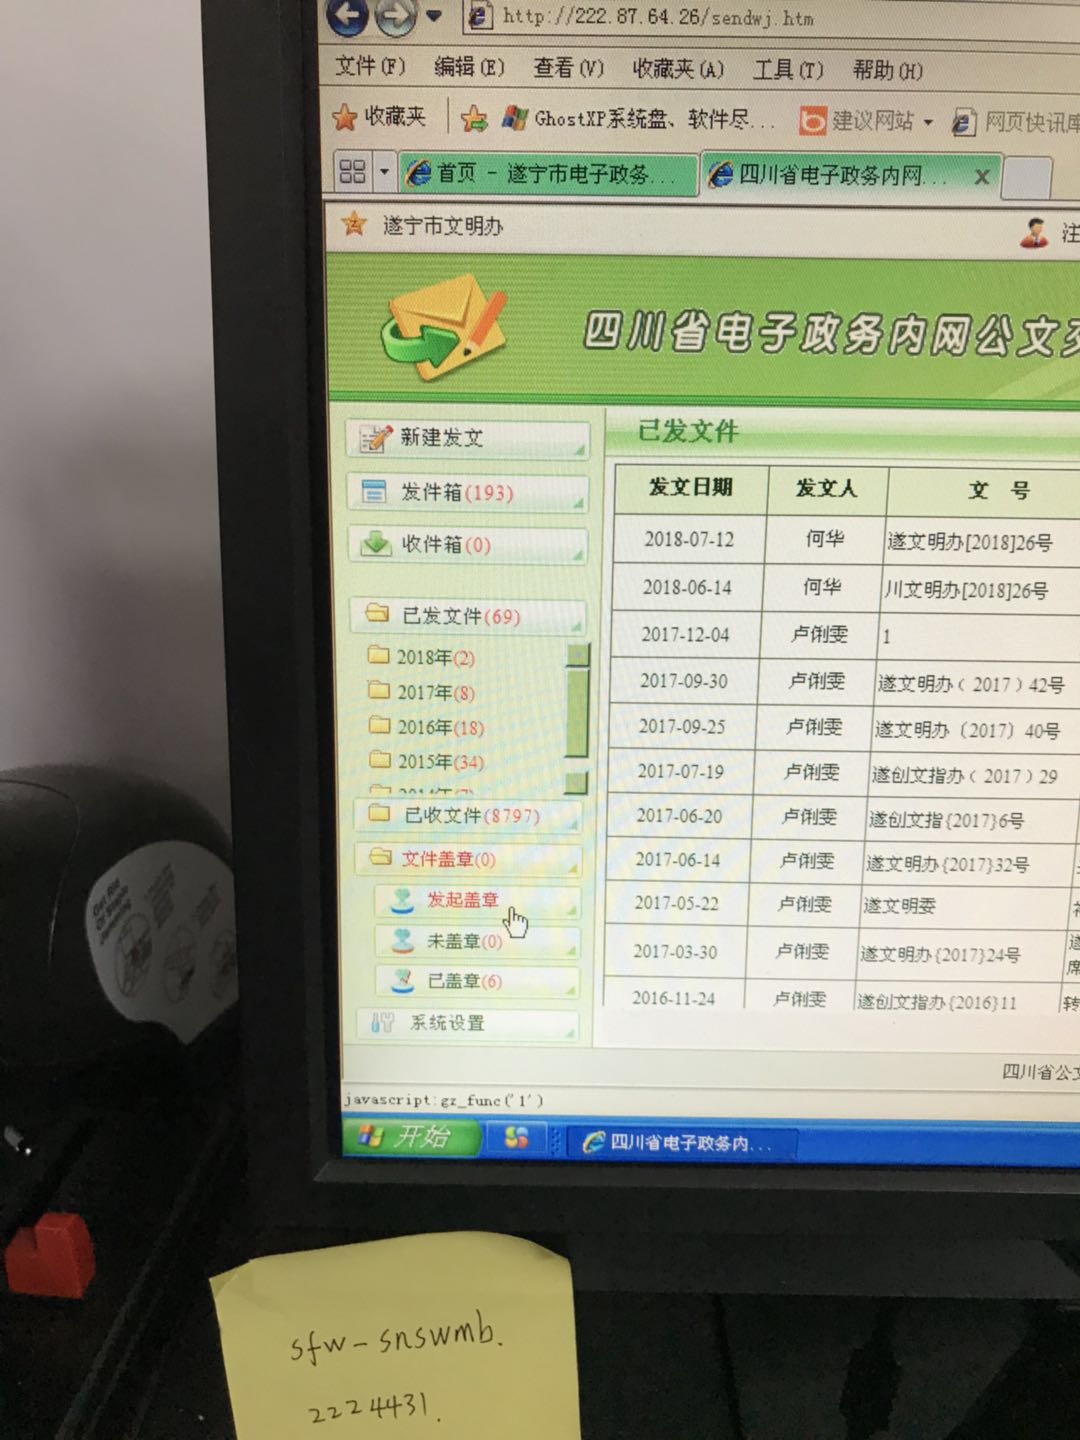 http://222.87.64.26/sendwj.htm
文件(F) 编辑(E) 查看(V) 收藏夹(A) 工具(T) 帮助(H)
收藏夹 GhostXP系统盘、软件尽... 建议网站 网页快讯库
首页 - 遂宁市电子政务... 四川省电子政务内网... X
遂宁市文明办 注
四川省电子政务内网公文交
新建发文
发件箱(193)
收件箱(0)
已发文件(69)
2018年(2)
2017年(8)
2016年(18)
2015年(34)
2014年(7)
已收文件(8797)
文件盖章(0)
发起盖章
未盖章(0)
已盖章(6)
系统设置
已发文件
发文日期 发文人 文 号
2018-07-12 何华 遂文明办[2018]26号
2018-06-14 何华 川文明办[2018]26号
2017-12-04 卢俐雯 1
2017-09-30 卢俐雯 遂文明办﹙2017﹚42号
2017-09-25 卢俐雯 遂文明办〔2017〕40号
2017-07-19 卢俐雯 遂创文指办﹙2017﹚29
2017-06-20 卢俐雯 遂创文指{2017}6号
2017-06-14 卢俐雯 遂文明办{2017}32号
2017-05-22 卢俐雯 遂文明委
2017-03-30 卢俐雯 遂文明办{2017}24号 遂
席
2016-11-24 卢俐雯 遂创文指办{2016}11 转
四川省公文
javascript:gz_func('1')
开始 四川省电子政务内...
sfw-snswmb.
2224431.